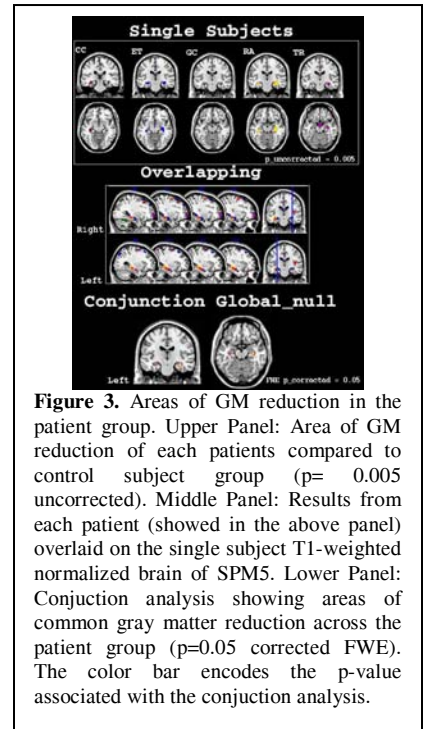 Single Subjects
CC ET GC RA TR
p_uncorrected = 0.005
Overlapping
Right
Left
Conjunction Global_null
Left
FWE p_corrected = 0.05
Figure 3. Areas of GM reduction in the
patient group. Upper Panel: Area of GM
reduction of each patients compared to
control subject group (p= 0.005
uncorrected). Middle Panel: Results from
each patient (showed in the above panel)
overlaid on the single subject T1-weighted
normalized brain of SPM5. Lower Panel:
Conjuction analysis showing areas of
common gray matter reduction across the
patient group (p=0.05 corrected FWE).
The color bar encodes the p-value
associated with the conjuction analysis.